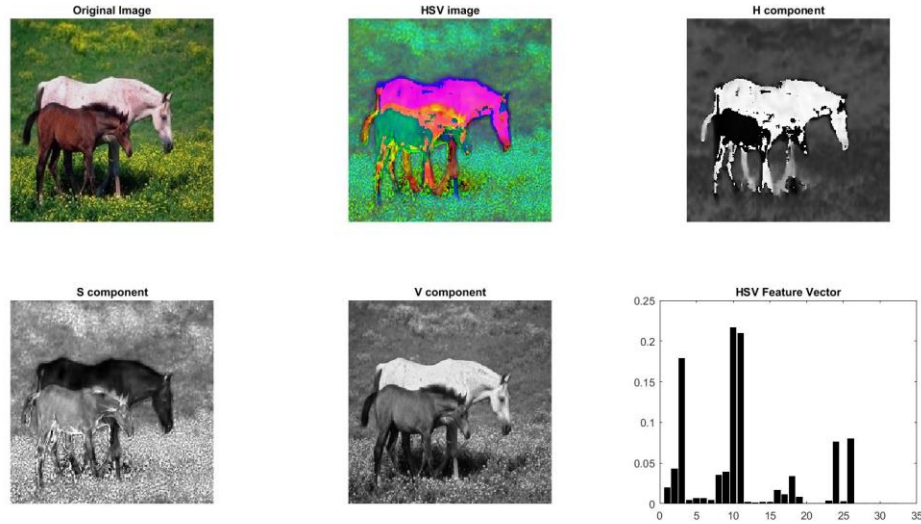 Original Image
HSV image
H component
S component
V component
HSV Feature Vector
0.25
0.2
0.15
0.1
0.05
0
0 5 10 15 20 25 30 35